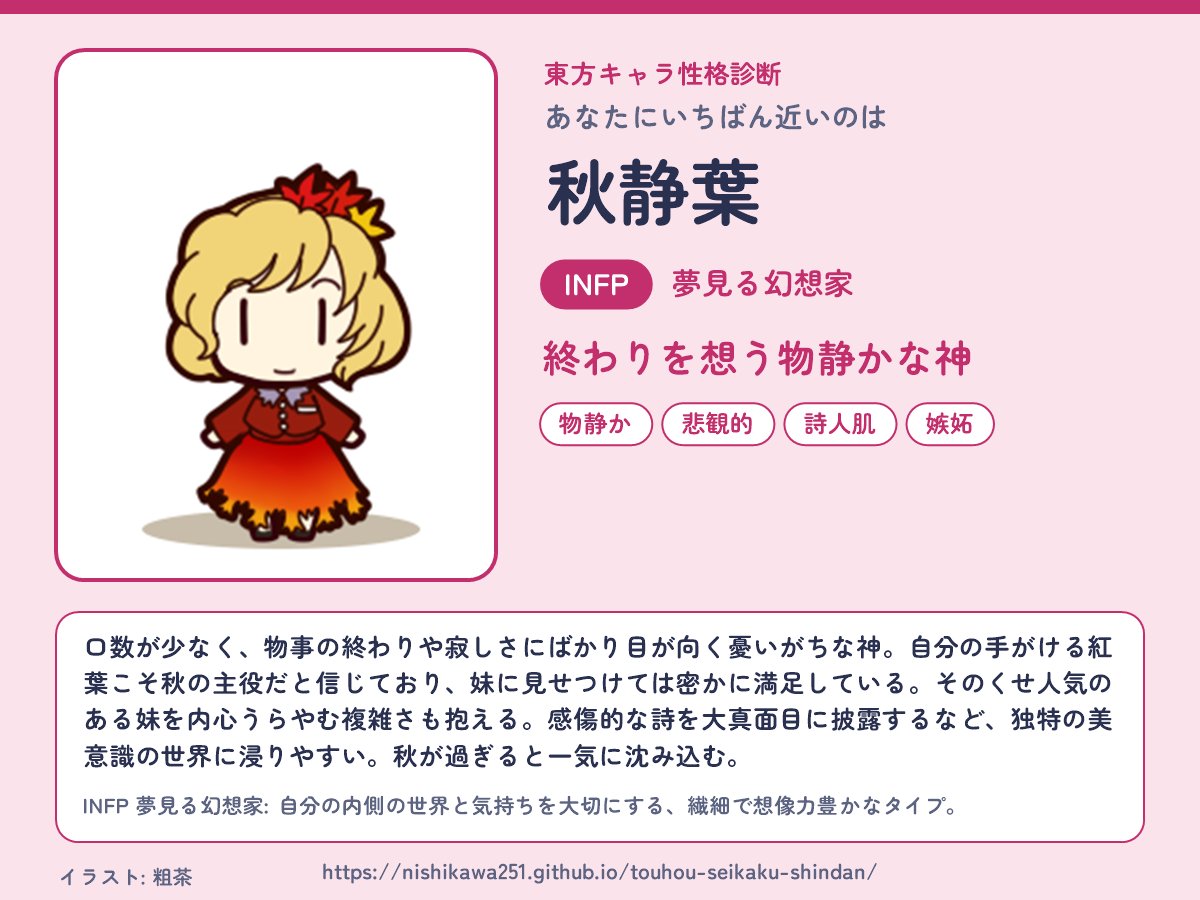 東方キャラ性格診断
あなたにいちばん近いのは
秋静葉
INFP 夢見る幻想家
終わりを想う物静かな神
物静か 悲観的 詩人肌 嫉妬
口数が少なく、物事の終わりや寂しさにばかり目が向く憂いがちな神。自分の手がける紅
葉こそ秋の主役だと信じており、妹に見せつけては密かに満足している。そのくせ人気の
ある妹を内心うらやむ複雑さも抱える。感傷的な詩を大真面目に披露するなど、独特の美
意識の世界に浸りやすい。秋が過ぎると一気に沈み込む。
INFP 夢見る幻想家: 自分の内側の世界と気持ちを大切にする、繊細で想像力豊かなタイプ。
イラスト: 粗茶
https://nishikawa251.github.io/touhou-seikaku-shindan/